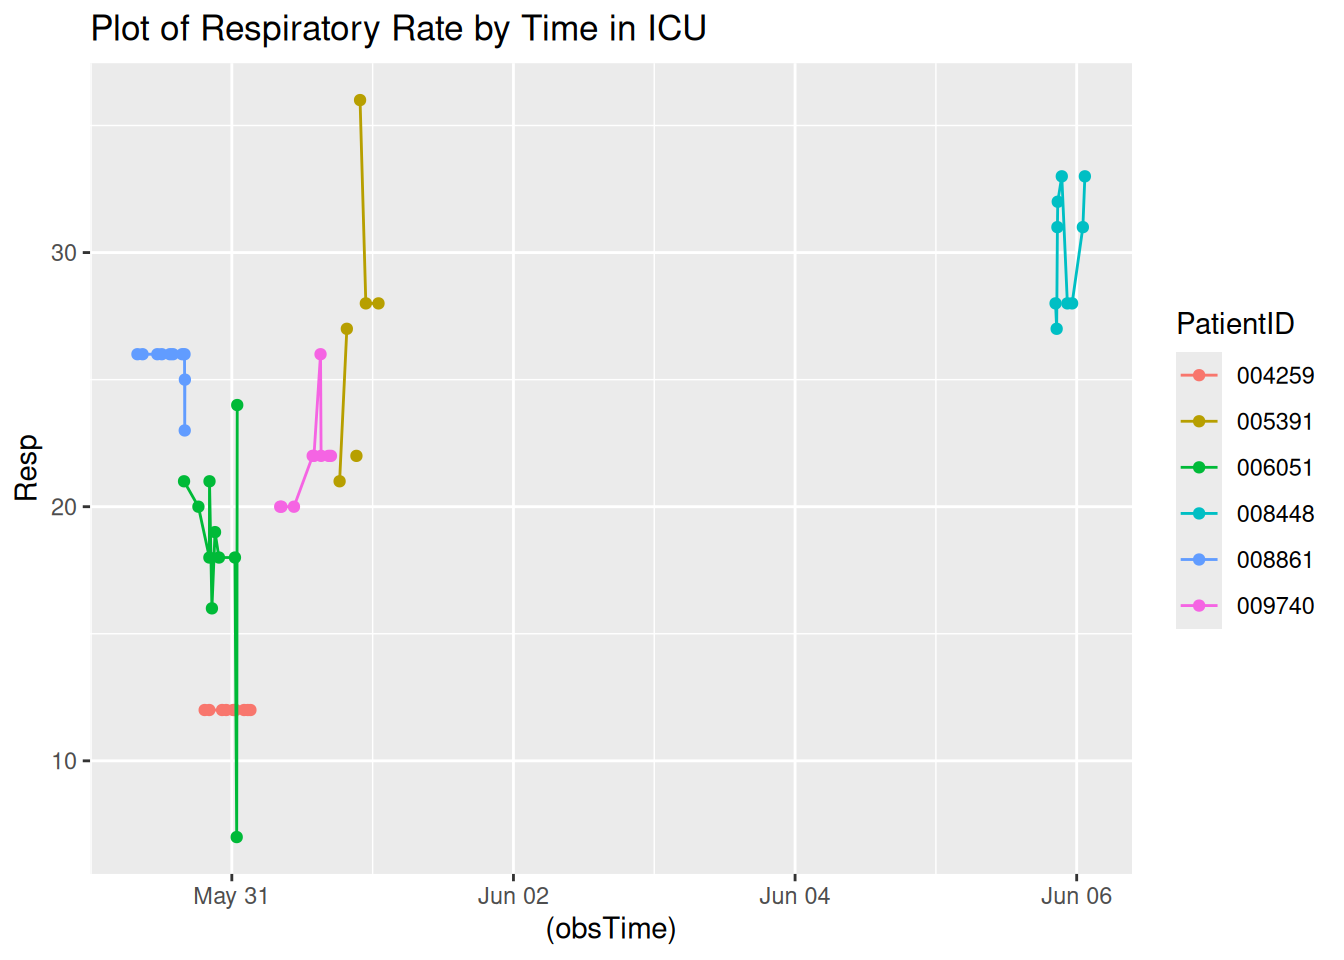 Plot of Respiratory Rate by Time in ICU
Resp
30
20
10
May 31
Jun 02
Jun 04
Jun 06
(obsTime)
PatientID
004259
005391
006051
008448
008861
009740